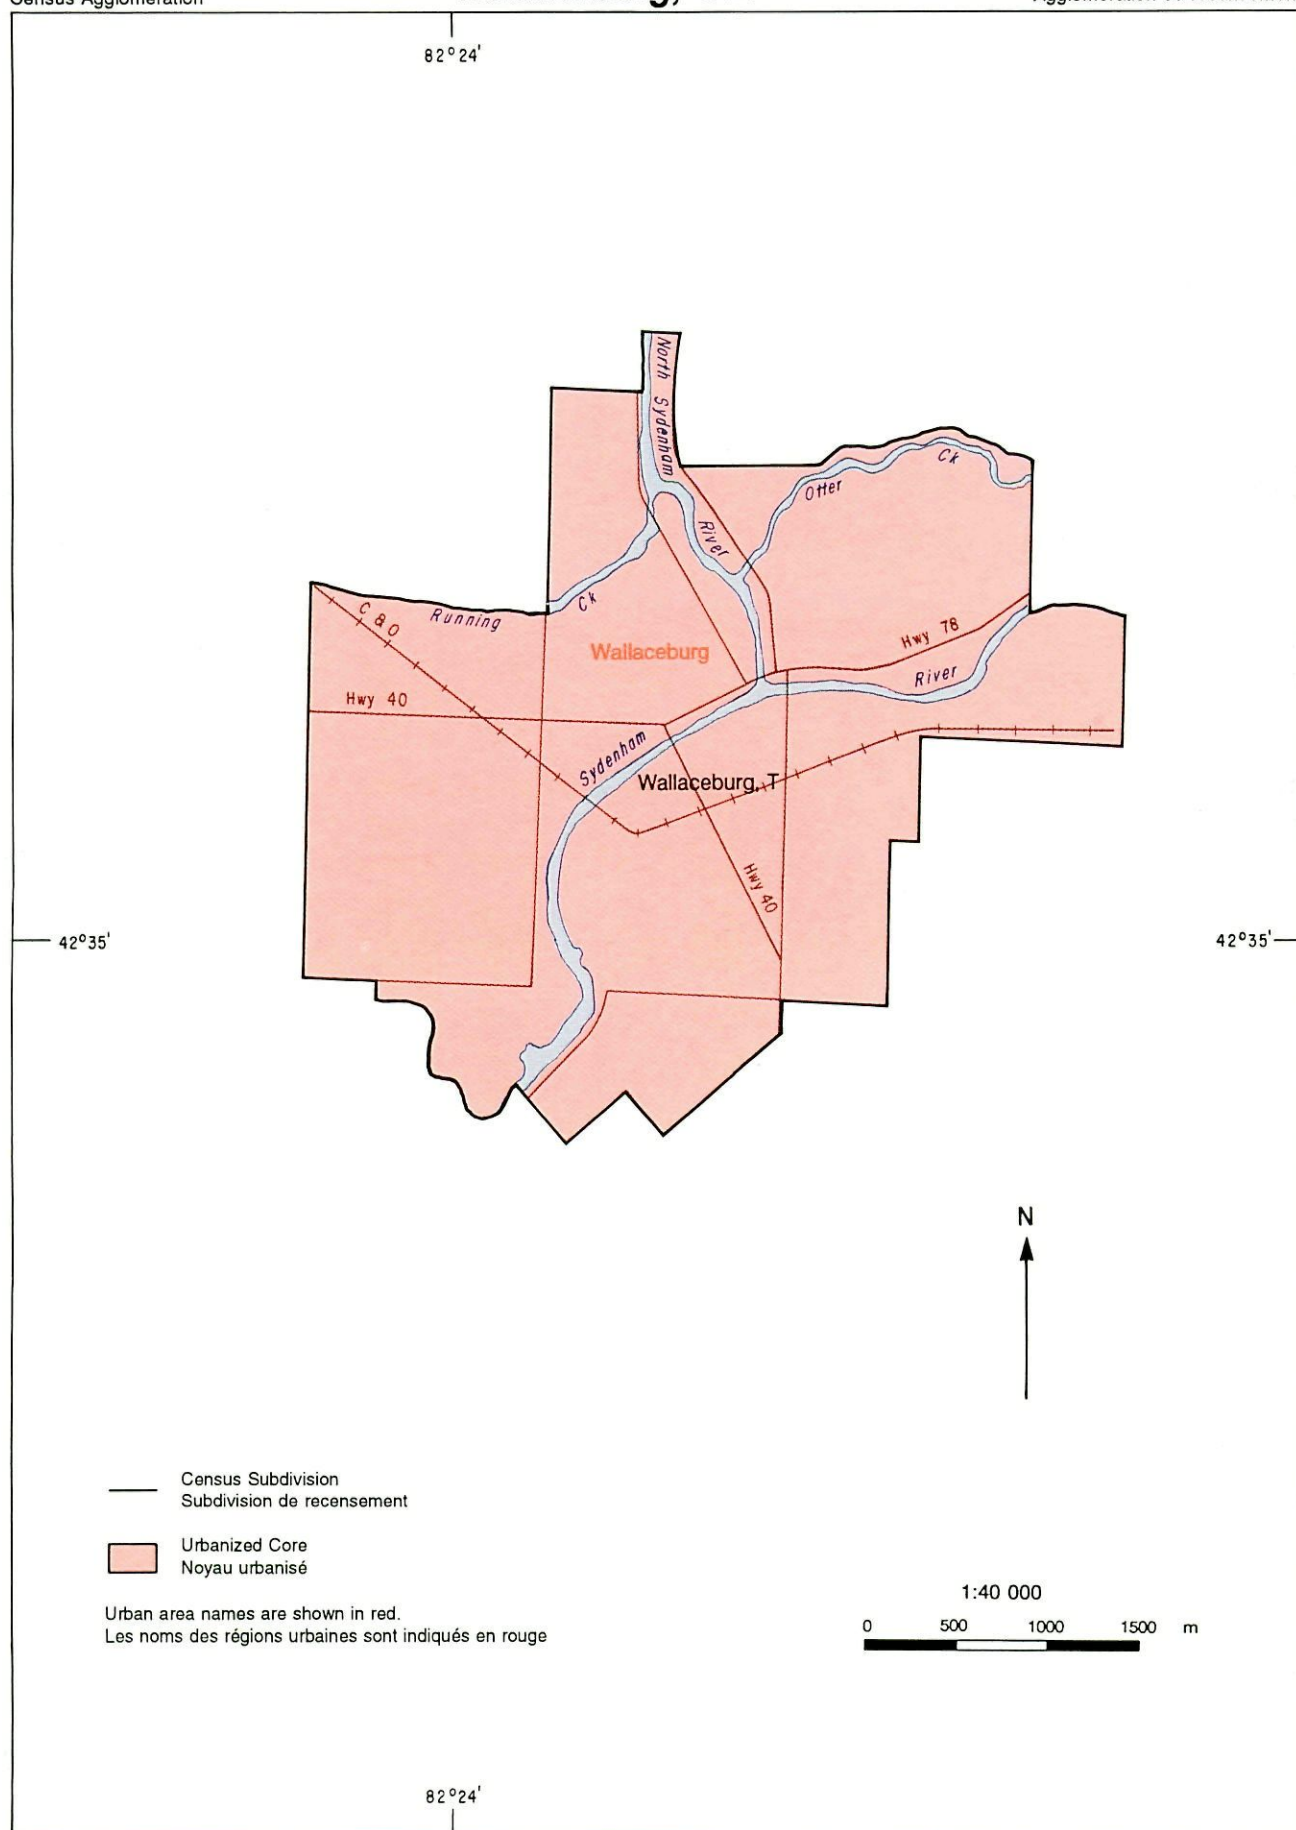 Census Agglomeration
82°24'
North Sydenham River
Otter Ck
Running Ck
C & O
Wallaceburg
Hwy 78
River
Hwy 40
Sydenham
Wallaceburg, T
Hwy 40
42°35'
42°35'
N
Census Subdivision
Subdivision de recensement
Urbanized Core
Noyau urbanisé
Urban area names are shown in red.
Les noms des régions urbaines sont indiqués en rouge
1:40 000
0 500 1000 1500 m
82°24'